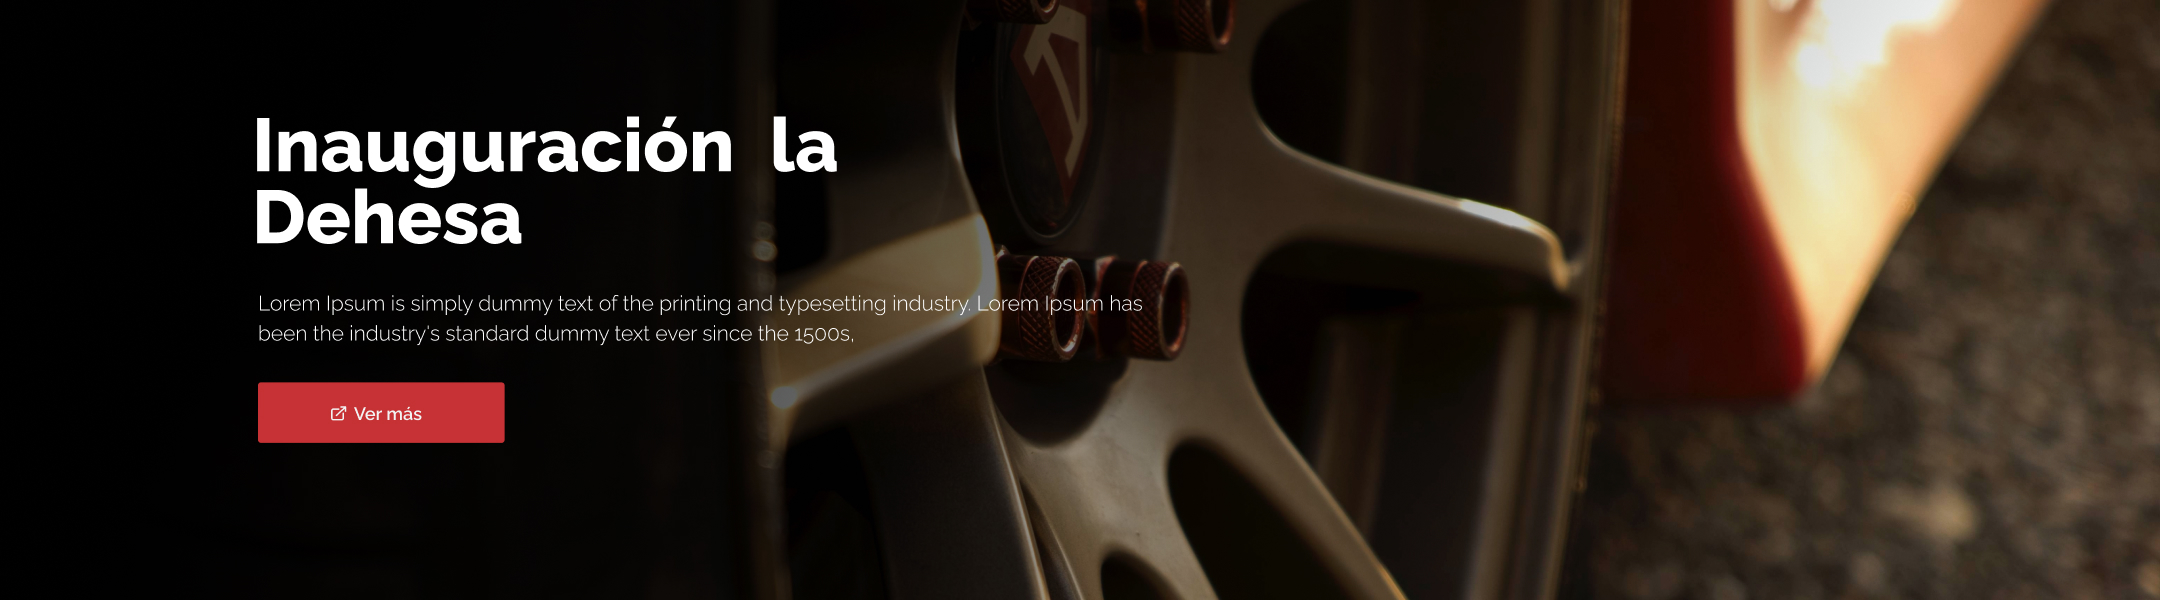 Inauguración la
Dehesa
Lorem Ipsum is simply dummy text of the printing and typesetting industry. Lorem Ipsum has
been the industry's standard dummy text ever since the 1500s,
Ver más